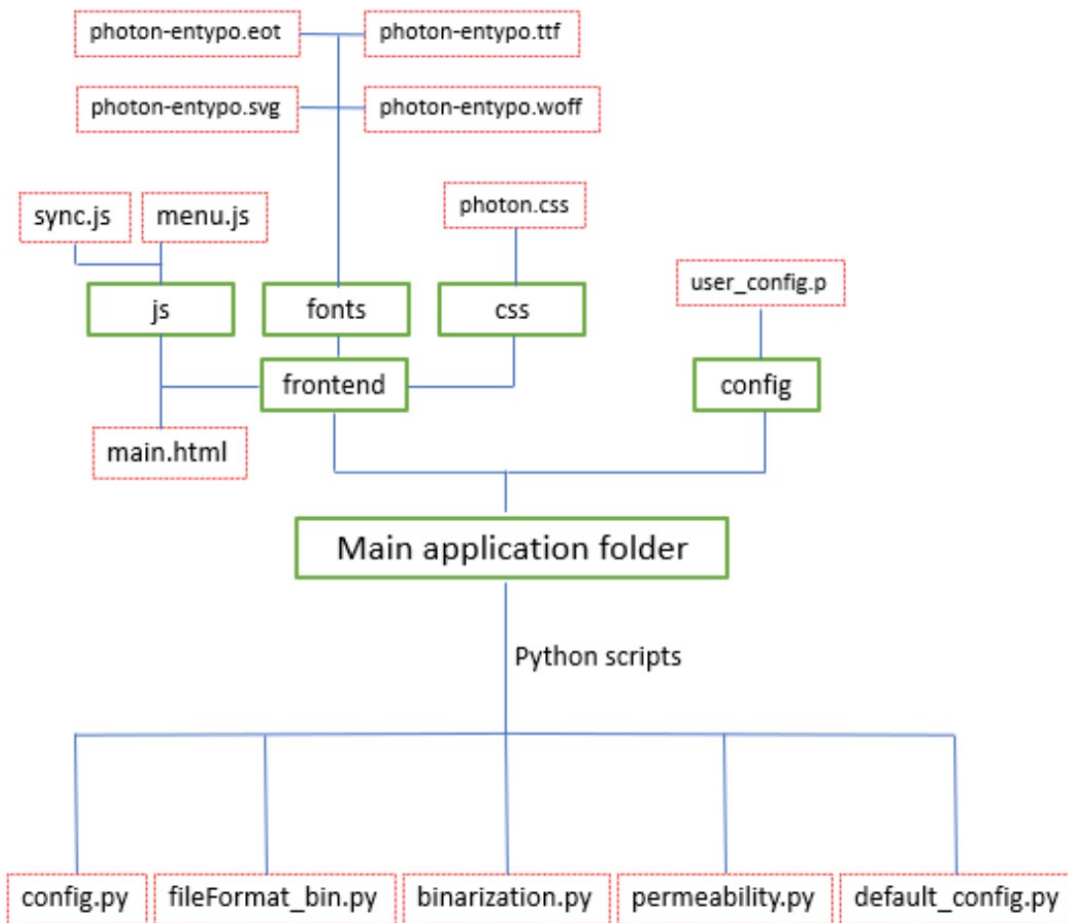 photon-entypo.eot
photon-entypo.ttf
photon-entypo.svg
photon-entypo.woff
sync.js
menu.js
photon.css
user_config.p
js
fonts
css
frontend
config
main.html
Main application folder
Python scripts
config.py
fileFormat_bin.py
binarization.py
permeability.py
default_config.py